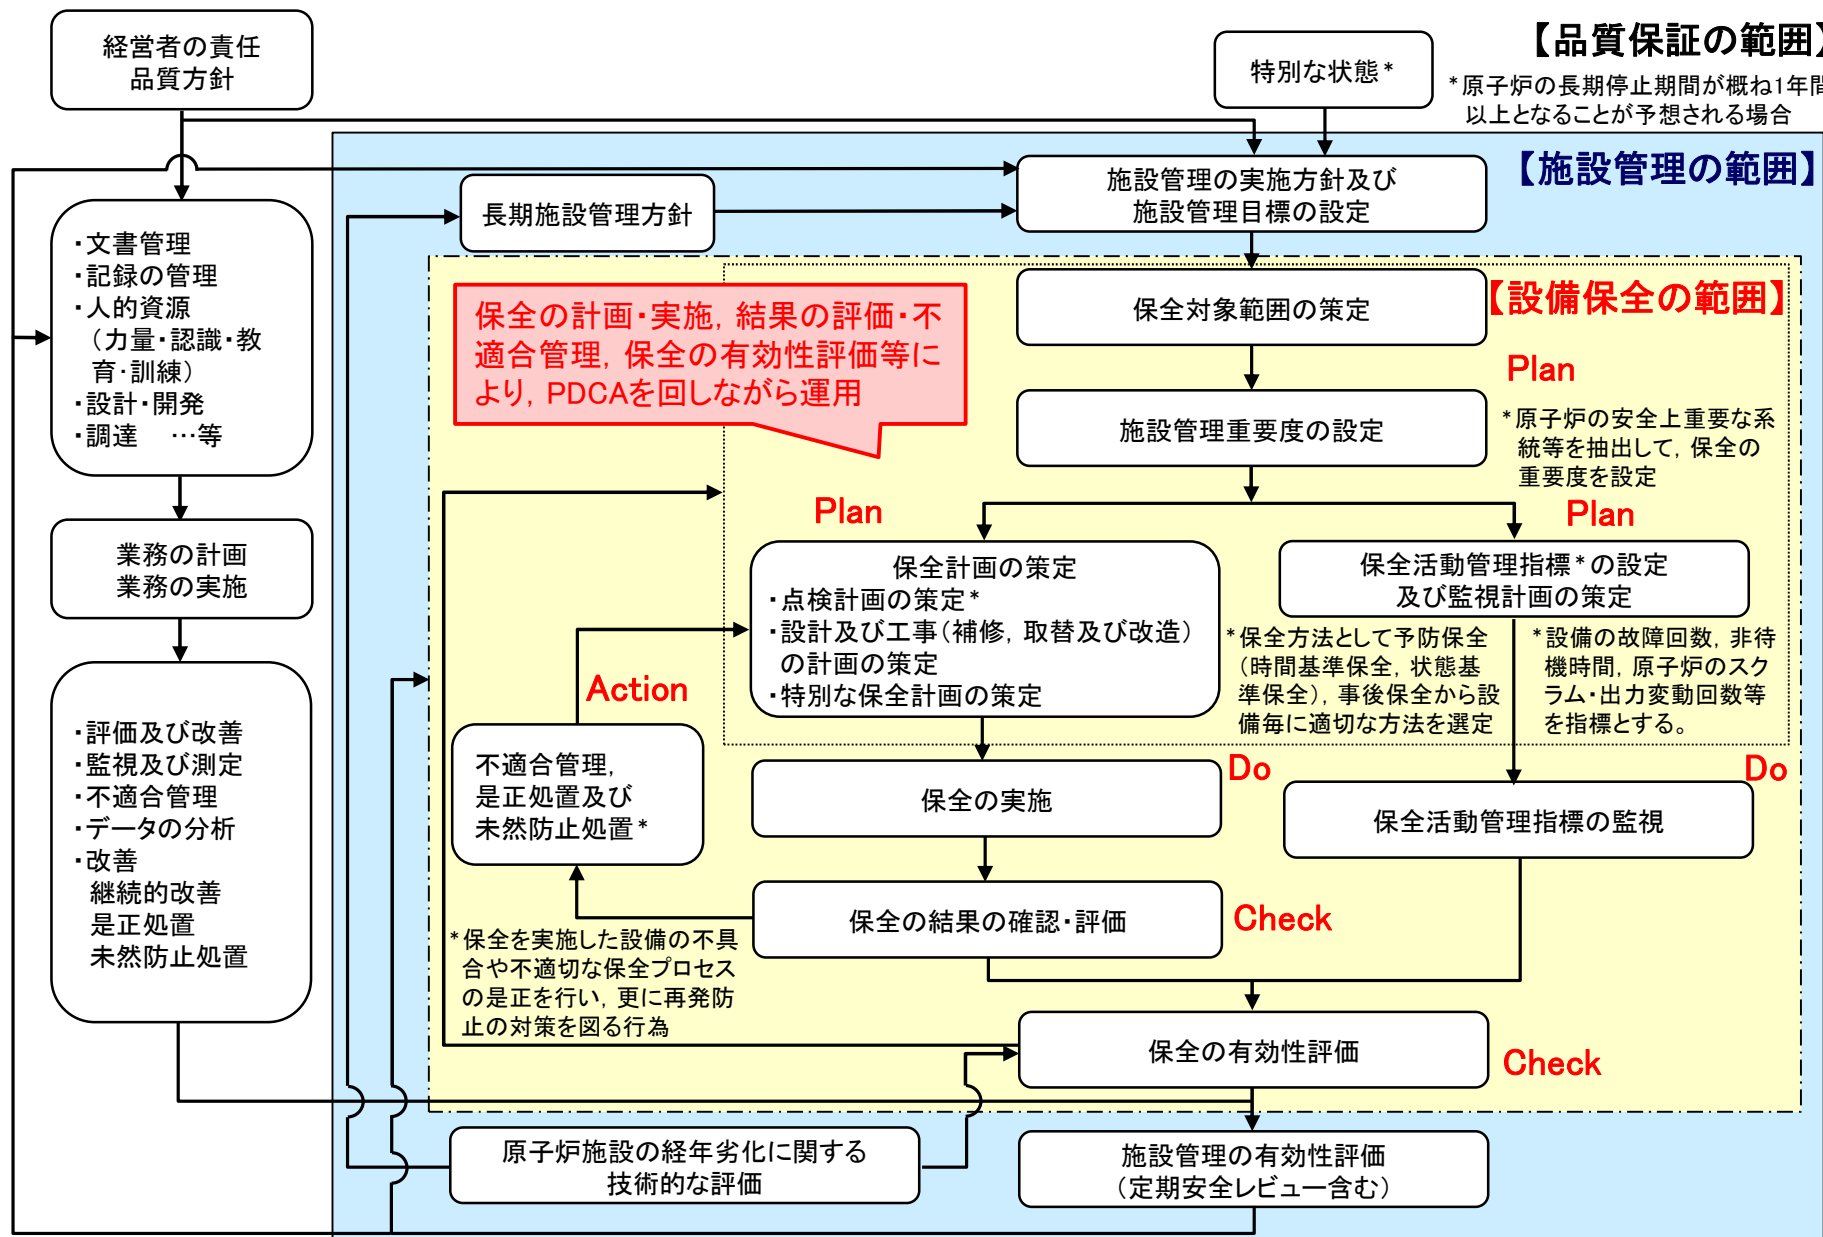 経営者の責任
品質方針
特別な状態*
【品質保証の範囲】
*原子炉の長期停止期間が概ね1年間
以上となることが予想される場合
【施設管理の範囲】
施設管理の実施方針及び
施設管理目標の設定
長期施設管理方針
・文書管理
・記録の管理
・人的資源
(力量・認識・教
育・訓練)
・設計・開発
・調達　…等
保全の計画・実施，結果の評価・不
適合管理，保全の有効性評価等に
より，PDCAを回しながら運用
保全対象範囲の策定
【設備保全の範囲】
Plan
施設管理重要度の設定
*原子炉の安全上重要な系
統等を抽出して，保全の
重要度を設定
Plan
Plan
業務の計画
業務の実施
保全計画の策定
・点検計画の策定*
・設計及び工事(補修，取替及び改造)
の計画の策定
・特別な保全計画の策定
保全活動管理指標*の設定
及び監視計画の策定
*保全方法として予防保全
(時間基準保全，状態基
準保全)，事後保全から設
備毎に適切な方法を選定
*設備の故障回数，非待
機時間，原子炉のスク
ラム・出力変動回数等
を指標とする。
Action
・評価及び改善
・監視及び測定
・不適合管理
・データの分析
・改善
継続的改善
是正処置
未然防止処置
不適合管理，
是正処置及び
未然防止処置*
Do
Do
保全の実施
保全活動管理指標の監視
保全の結果の確認・評価
Check
*保全を実施した設備の不具
合や不適切な保全プロセス
の是正を行い，更に再発防
止の対策を図る行為
保全の有効性評価
Check
原子炉施設の経年劣化に関する
技術的な評価
施設管理の有効性評価
(定期安全レビュー含む)